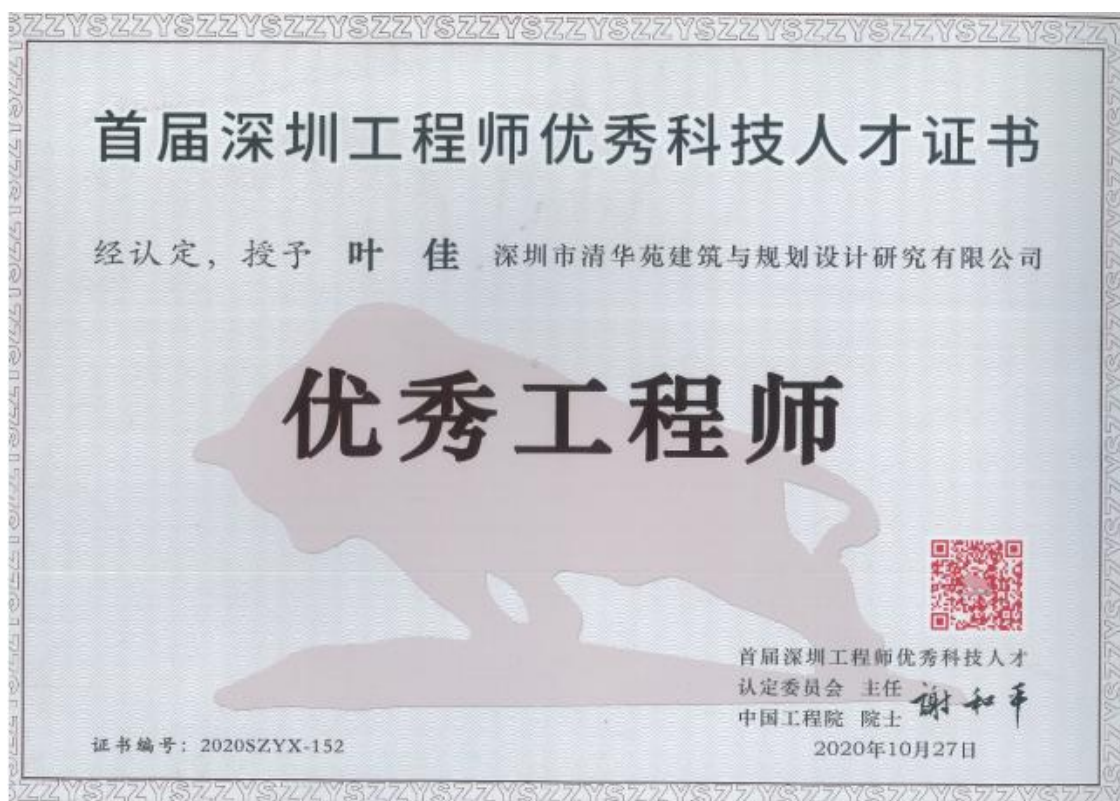 首届深圳工程师优秀科技人才证书
经认定，授予 叶 佳 深圳市清华苑建筑与规划设计研究有限公司
优秀工程师
首届深圳工程师优秀科技人才
认定委员会 主任
中国工程院 院士 谢和平
证书编号：2020SZYX-152
2020年10月27日